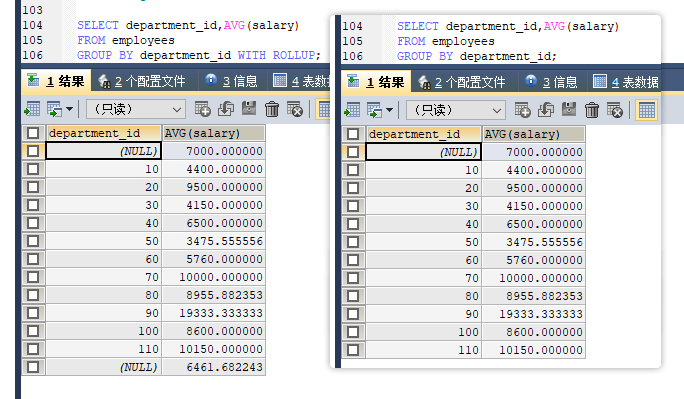 103
104 SELECT department_id,AVG(salary)
105 FROM employees
106 GROUP BY department_id WITH ROLLUP;
1 结果 2 个配置文件 3 信息 4 表数据
（只读）
department_id AVG(salary)
(NULL) 7000.000000
10 4400.000000
20 9500.000000
30 4150.000000
40 6500.000000
50 3475.555556
60 5760.000000
70 10000.000000
80 8955.882353
90 19333.333333
100 8600.000000
110 10150.000000
(NULL) 6461.682243
104 SELECT department_id,AVG(salary)
105 FROM employees
106 GROUP BY department_id;
1 结果 2 个配置文件 3 信息 4 表数据
（只读）
department_id AVG(salary)
(NULL) 7000.000000
10 4400.000000
20 9500.000000
30 4150.000000
40 6500.000000
50 3475.555556
60 5760.000000
70 10000.000000
80 8955.882353
90 19333.333333
100 8600.000000
110 10150.000000